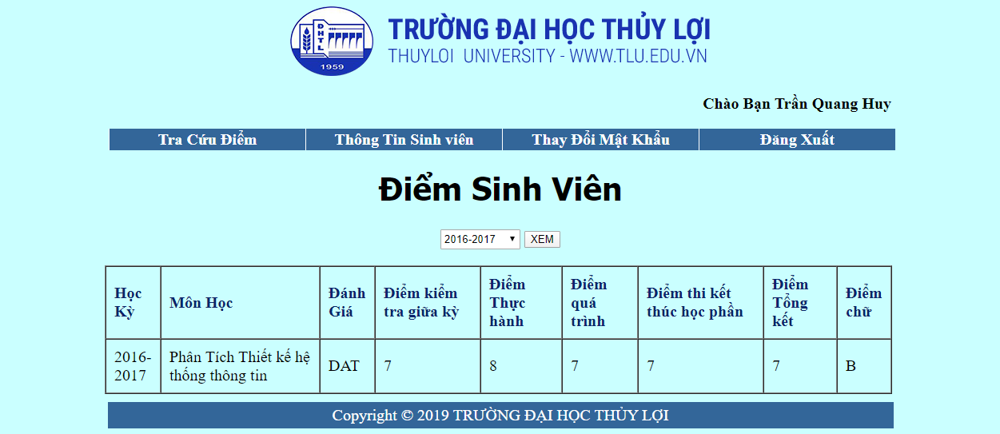 ĐHTL
1959
TRƯỜNG ĐẠI HỌC THỦY LỢI
THUYLOI UNIVERSITY - WWW.TLU.EDU.VN
Chào Bạn Trần Quang Huy
Tra Cứu Điểm Thông Tin Sinh viên Thay Đổi Mật Khẩu Đăng Xuất
Điểm Sinh Viên
2016-2017 XEM
Học Kỳ
Môn Học
Đánh Giá
Điểm kiểm tra giữa kỳ
Điểm Thực hành
Điểm quá trình
Điểm thi kết thúc học phần
Điểm Tổng kết
Điểm chữ
2016-2017
Phân Tích Thiết kế hệ thống thông tin
DAT
7
8
7
7
7
B
Copyright © 2019 TRƯỜNG ĐẠI HỌC THỦY LỢI